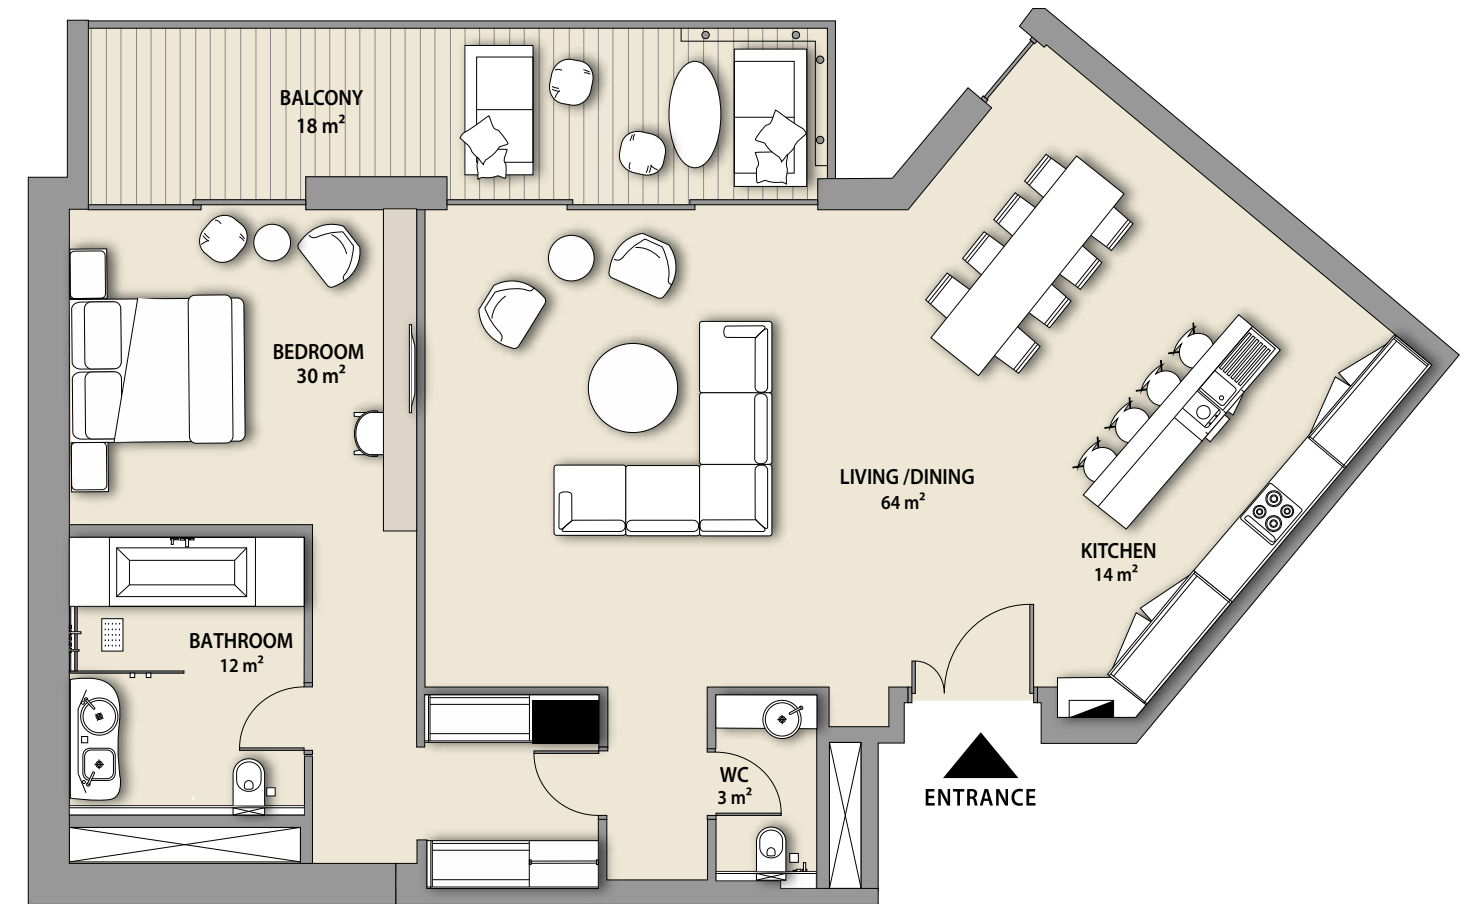 BALCONY
18 m²
BEDROOM
30 m²
LIVING /DINING
64 m²
KITCHEN
14 m²
BATHROOM
12 m²
WC
3 m²
ENTRANCE